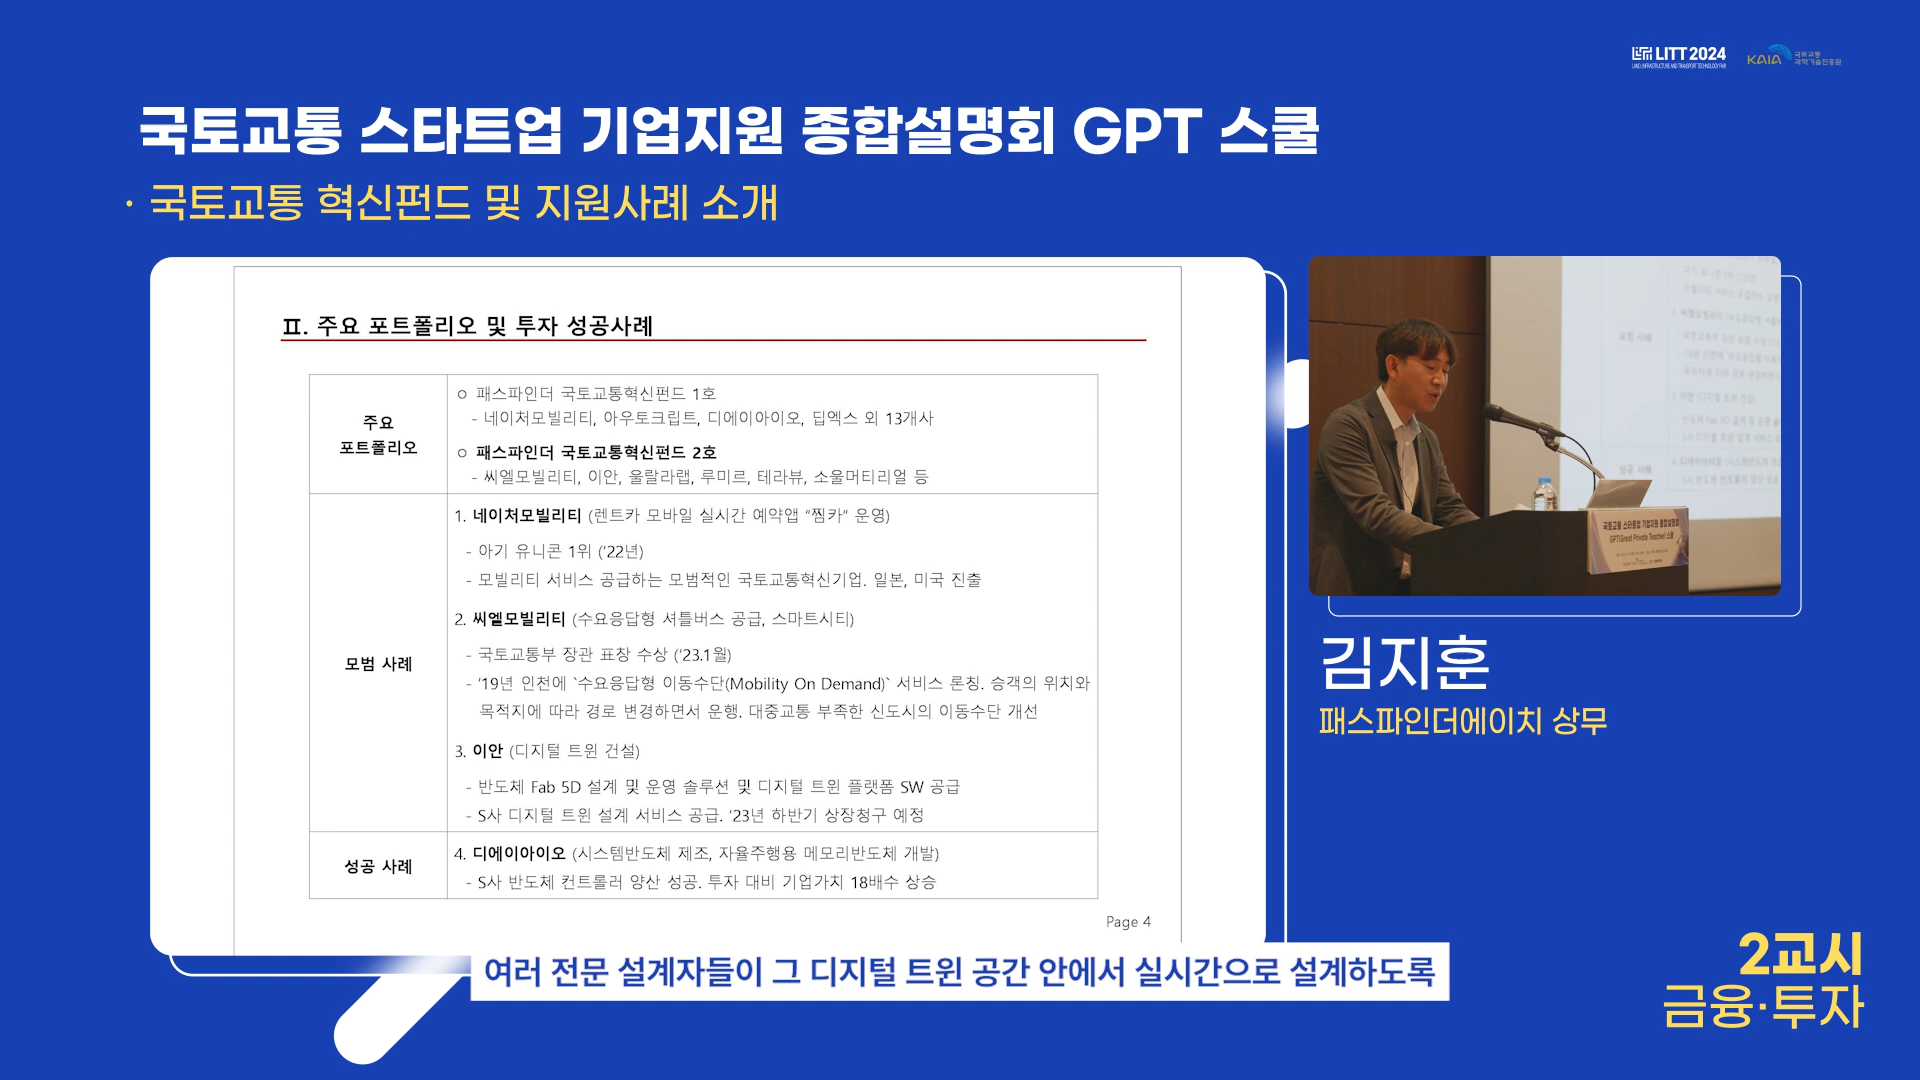 LITT 2024
LAND, INFRASTRUCTURE AND TRANSPORT TECHNOLOGY FAIR
KAIA 국토교통
과학기술진흥원
국토교통 스타트업 기업지원 종합설명회 GPT 스쿨
· 국토교통 혁신펀드 및 지원사례 소개
Ⅱ. 주요 포트폴리오 및 투자 성공사례
주요
포트폴리오
○ 패스파인더 국토교통혁신펀드 1호
- 네이처모빌리티, 아우토크립트, 디에이아이오, 딥엑스 외 13개사
○ 패스파인더 국토교통혁신펀드 2호
- 씨엘모빌리티, 이안, 울랄라랩, 루미르, 테라뷰, 소울머티리얼 등
모범 사례
1. 네이처모빌리티 (렌트카 모바일 실시간 예약앱 “찜카” 운영)
- 아기 유니콘 1위 (’22년)
- 모빌리티 서비스 공급하는 모범적인 국토교통혁신기업. 일본, 미국 진출
2. 씨엘모빌리티 (수요응답형 셔틀버스 공급, 스마트시티)
- 국토교통부 장관 표창 수상 (’23.1월)
- ‘19년 인천에 `수요응답형 이동수단(Mobility On Demand)` 서비스 론칭. 승객의 위치와
목적지에 따라 경로 변경하면서 운행. 대중교통 부족한 신도시의 이동수단 개선
3. 이안 (디지털 트윈 건설)
- 반도체 Fab 5D 설계 및 운영 솔루션 및 디지털 트윈 플랫폼 SW 공급
- S사 디지털 트윈 설계 서비스 공급. ‘23년 하반기 상장청구 예정
성공 사례
4. 디에이아이오 (시스템반도체 제조, 자율주행용 메모리반도체 개발)
- S사 반도체 컨트롤러 양산 성공. 투자 대비 기업가치 18배수 상승
Page 4
국토교통 스타트업 기업지원 종합설명회
GPT(Great Private Teacher) 스쿨
김지훈
패스파인더에이치 상무
여러 전문 설계자들이 그 디지털 트윈 공간 안에서 실시간으로 설계하도록
2교시
금융·투자